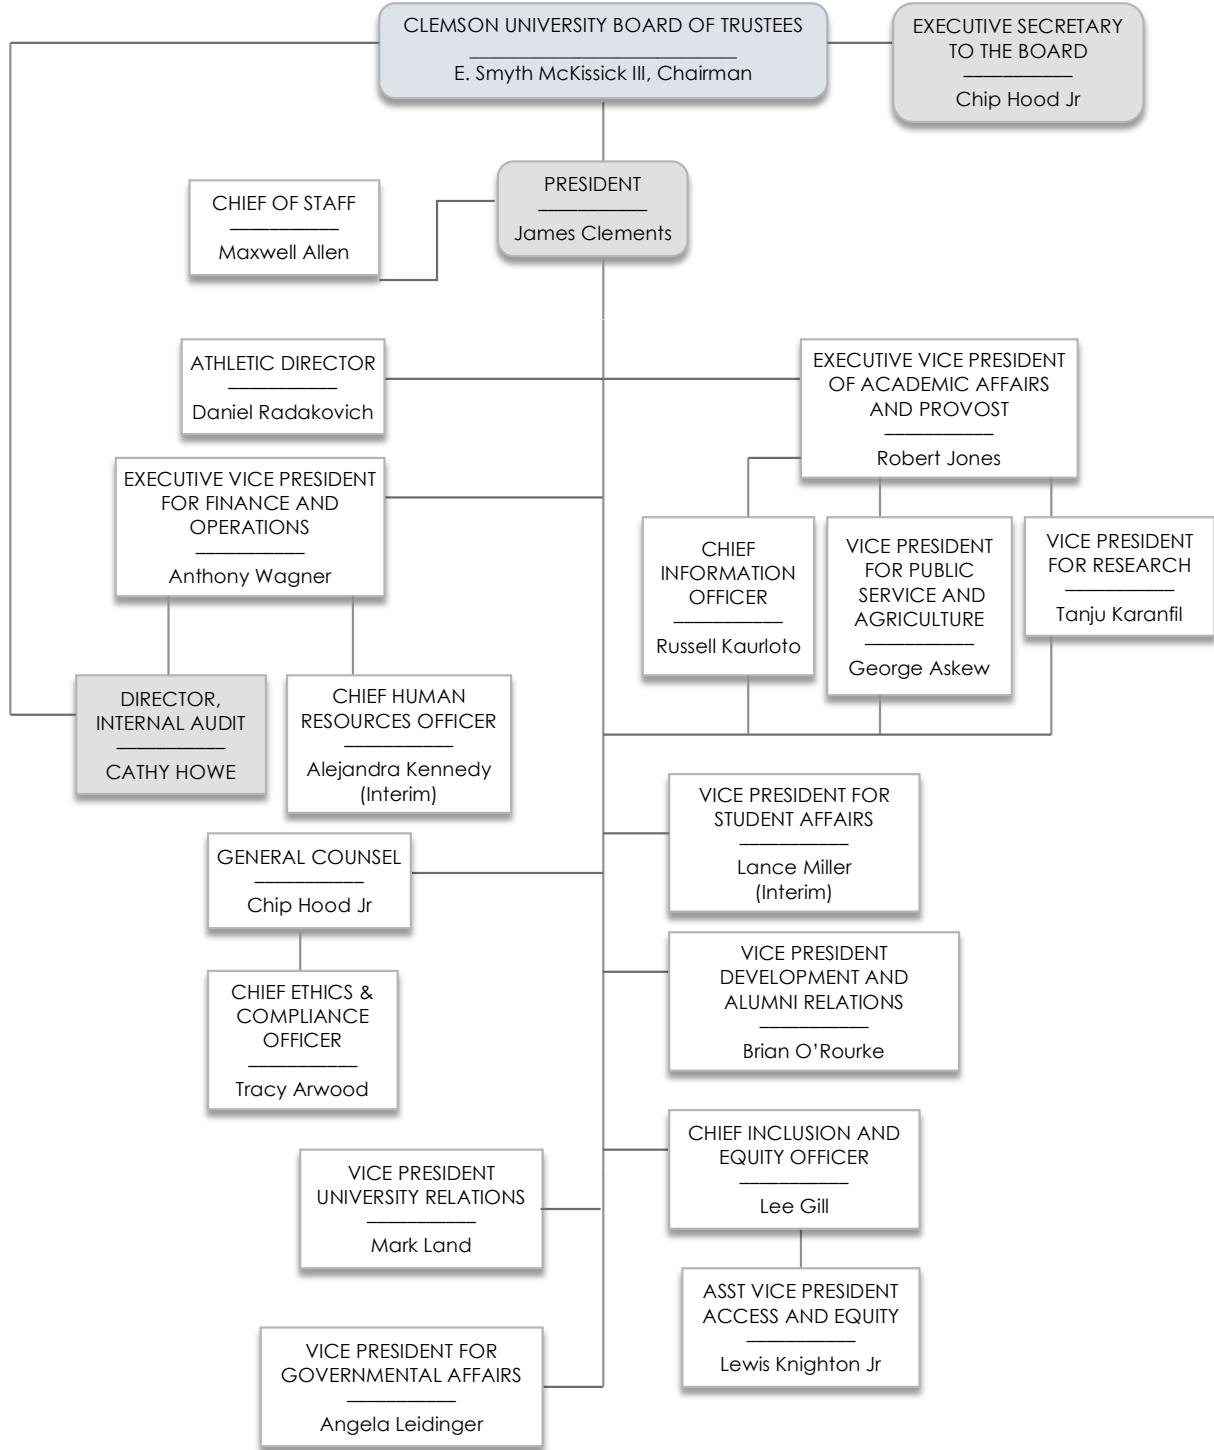 CLEMSON UNIVERSITY BOARD OF TRUSTEES
E. Smyth McKissick III, Chairman
EXECUTIVE SECRETARY
TO THE BOARD
Chip Hood Jr
PRESIDENT
James Clements
CHIEF OF STAFF
Maxwell Allen
ATHLETIC DIRECTOR
Daniel Radakovich
EXECUTIVE VICE PRESIDENT
OF ACADEMIC AFFAIRS
AND PROVOST
Robert Jones
EXECUTIVE VICE PRESIDENT
FOR FINANCE AND
OPERATIONS
Anthony Wagner
CHIEF
INFORMATION
OFFICER
Russell Kaurloto
VICE PRESIDENT
FOR PUBLIC
SERVICE AND
AGRICULTURE
George Askew
VICE PRESIDENT
FOR RESEARCH
Tanju Karanfil
DIRECTOR,
INTERNAL AUDIT
CATHY HOWE
CHIEF HUMAN
RESOURCES OFFICER
Alejandra Kennedy
(Interim)
VICE PRESIDENT FOR
STUDENT AFFAIRS
Lance Miller
(Interim)
GENERAL COUNSEL
Chip Hood Jr
VICE PRESIDENT
DEVELOPMENT AND
ALUMNI RELATIONS
Brian O’Rourke
CHIEF ETHICS &
COMPLIANCE
OFFICER
Tracy Arwood
CHIEF INCLUSION AND
EQUITY OFFICER
Lee Gill
VICE PRESIDENT
UNIVERSITY RELATIONS
Mark Land
ASST VICE PRESIDENT
ACCESS AND EQUITY
Lewis Knighton Jr
VICE PRESIDENT FOR
GOVERNMENTAL AFFAIRS
Angela Leidinger